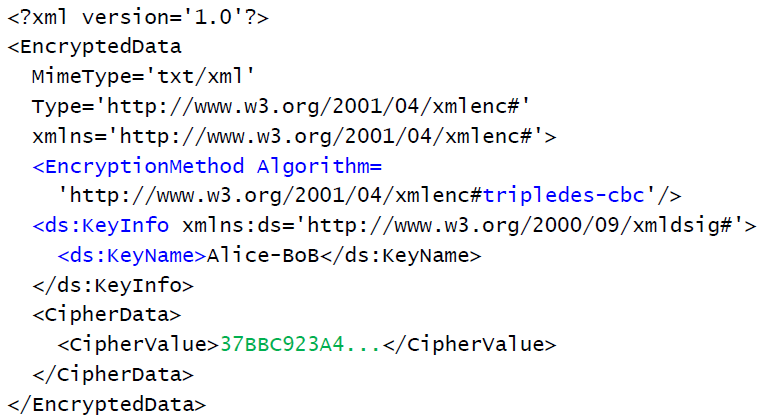 <?xml version='1.0'?>
<EncryptedData
MimeType='txt/xml'
Type='http://www.w3.org/2001/04/xmlenc#'
xmlns='http://www.w3.org/2001/04/xmlenc#'>
<EncryptionMethod Algorithm=
'http://www.w3.org/2001/04/xmlenc#tripledes-cbc'/>
<ds:KeyInfo xmlns:ds='http://www.w3.org/2000/09/xmldsig#'>
<ds:KeyName>Alice-BoB</ds:KeyName>
</ds:KeyInfo>
<CipherData>
<CipherValue>37BBC923A4...</CipherValue>
</CipherData>
</EncryptedData>